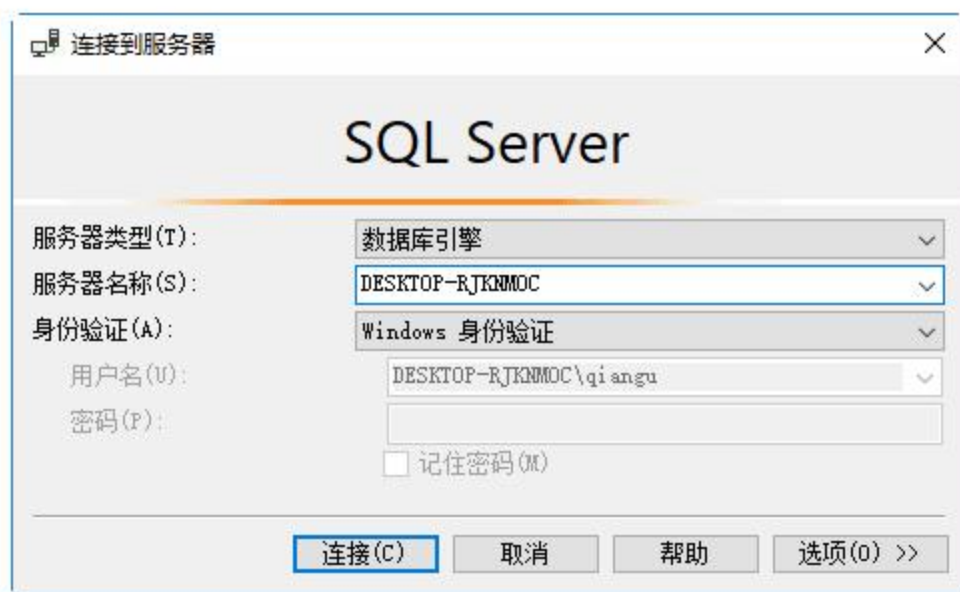 连接到服务器
SQL Server
服务器类型(T): 数据库引擎
服务器名称(S): DESKTOP-RJKNMOC
身份验证(A): Windows 身份验证
用户名(U): DESKTOP-RJKNMOC\qiangu
密码(P):
记住密码(M)
连接(C) 取消 帮助 选项(O) >>